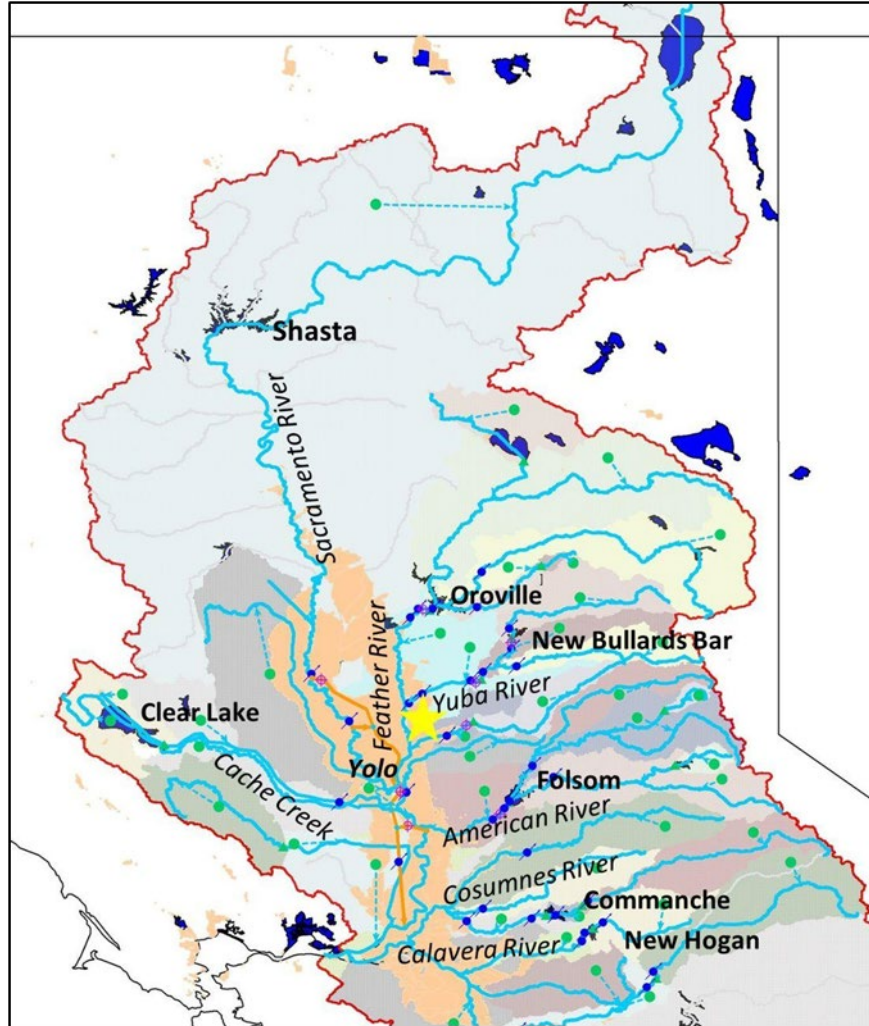 Shasta
Sacramento River
Oroville
Feather River
New Bullards Bar
Yuba River
Clear Lake
Yolo
Folsom
Cache Creek
American River
Cosumnes River
Commanche
Calavera River
New Hogan